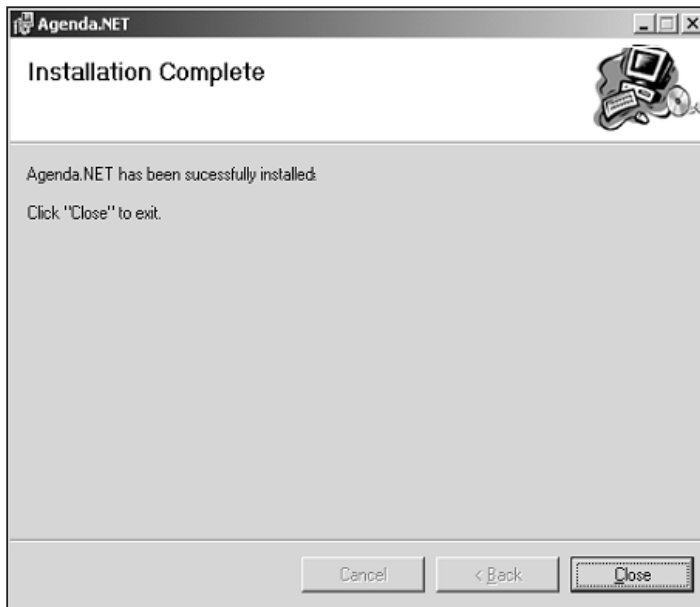 Agenda.NET
Installation Complete
Agenda.NET has been sucessfully installed.
Click "Close" to exit.
Cancel
< Back
Close